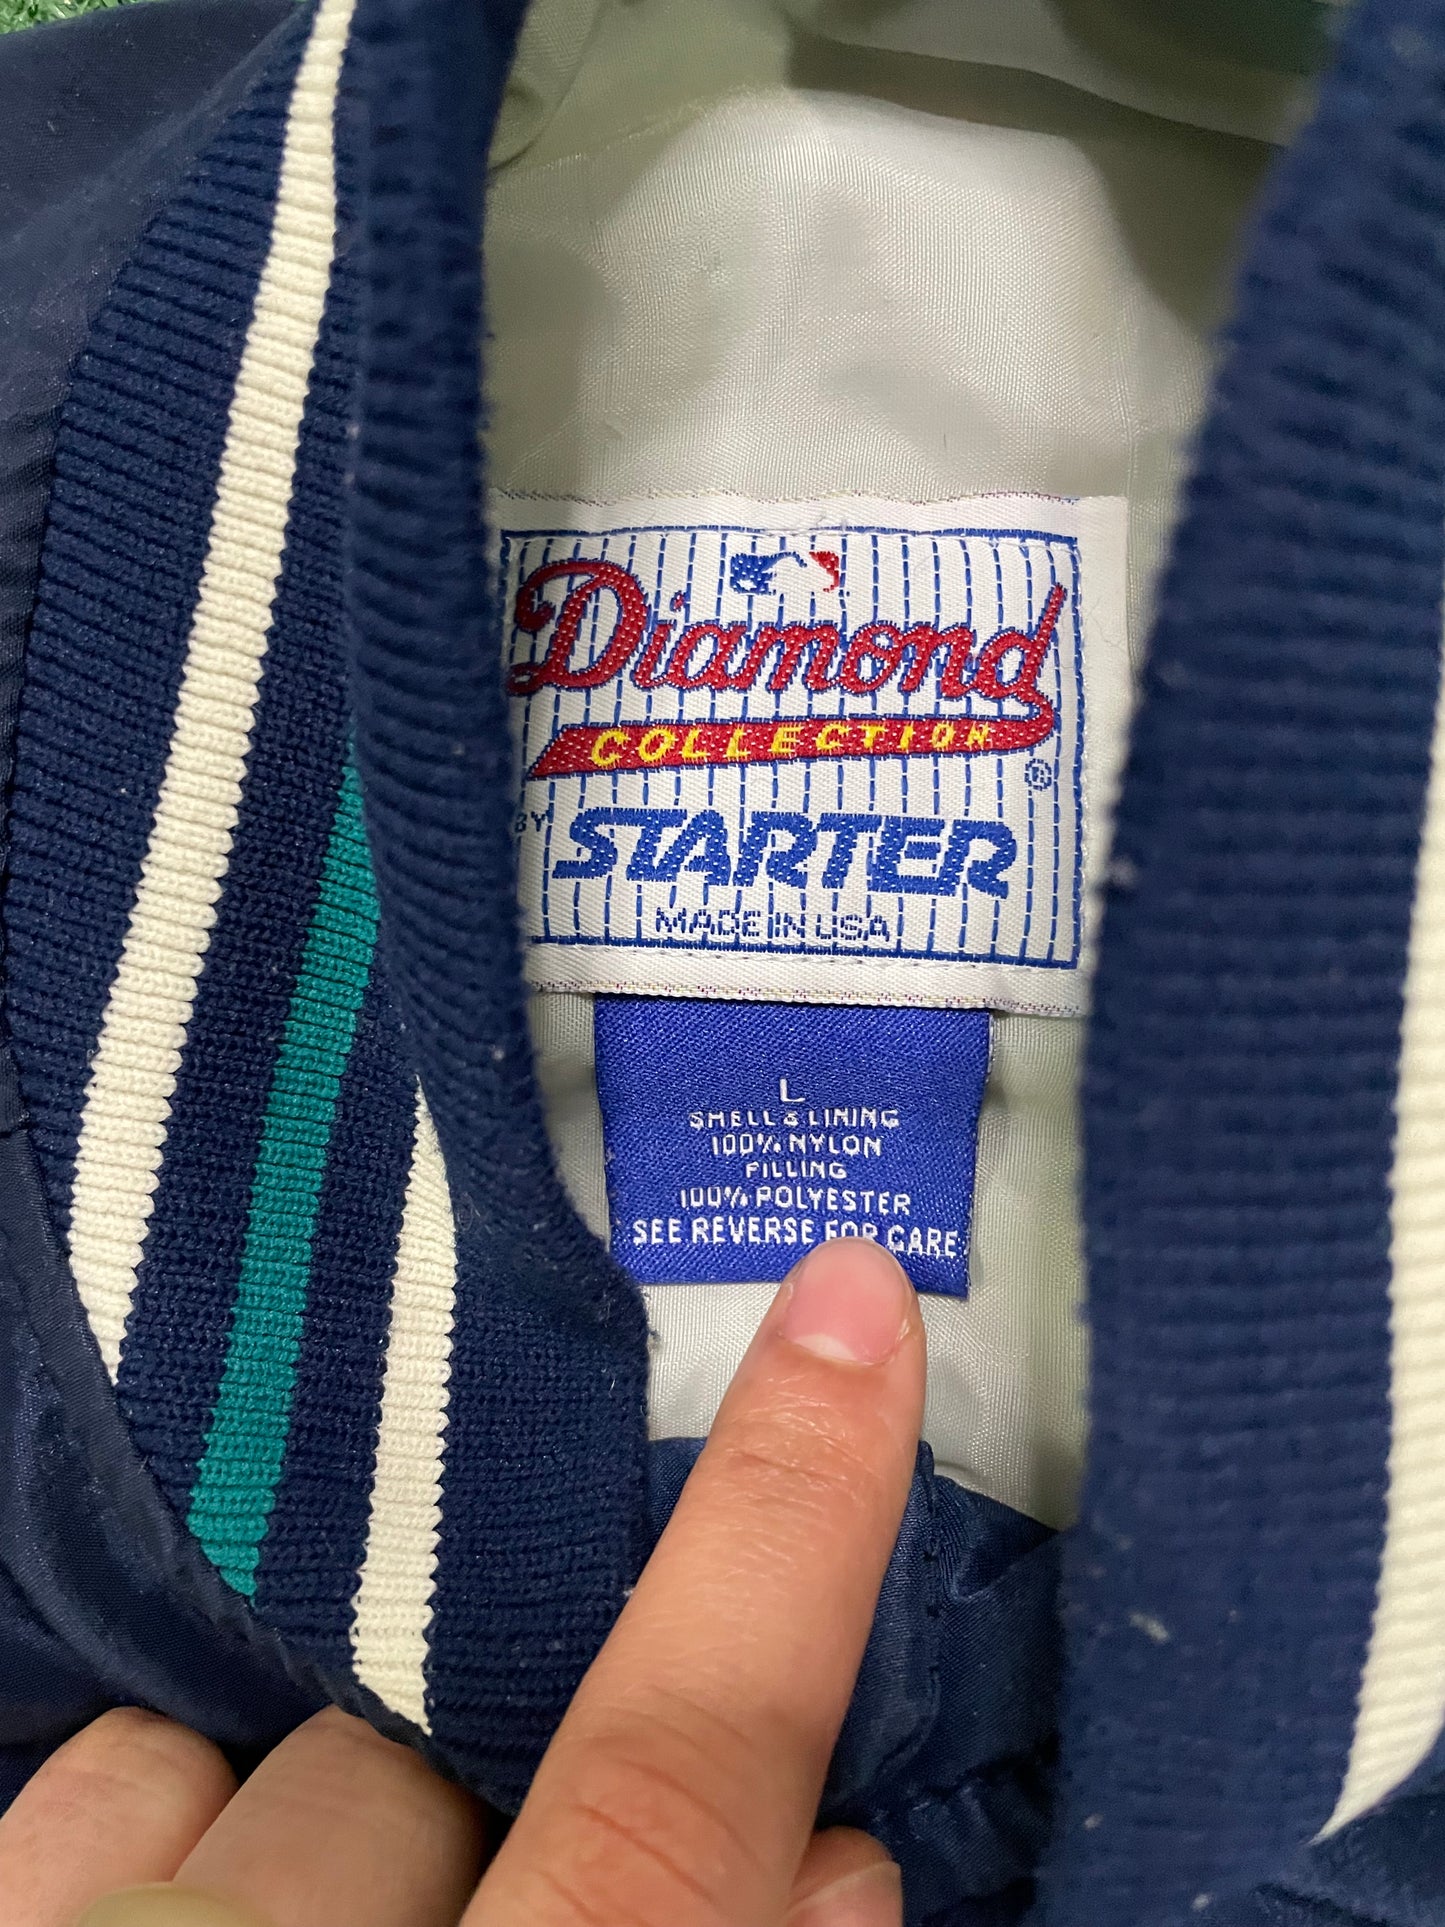 Diamond
COLLECTION
®
BY STARTER
MADE IN USA
L
SHELL & LINING
100% NYLON
FILLING
100% POLYESTER
SEE REVERSE FOR CARE